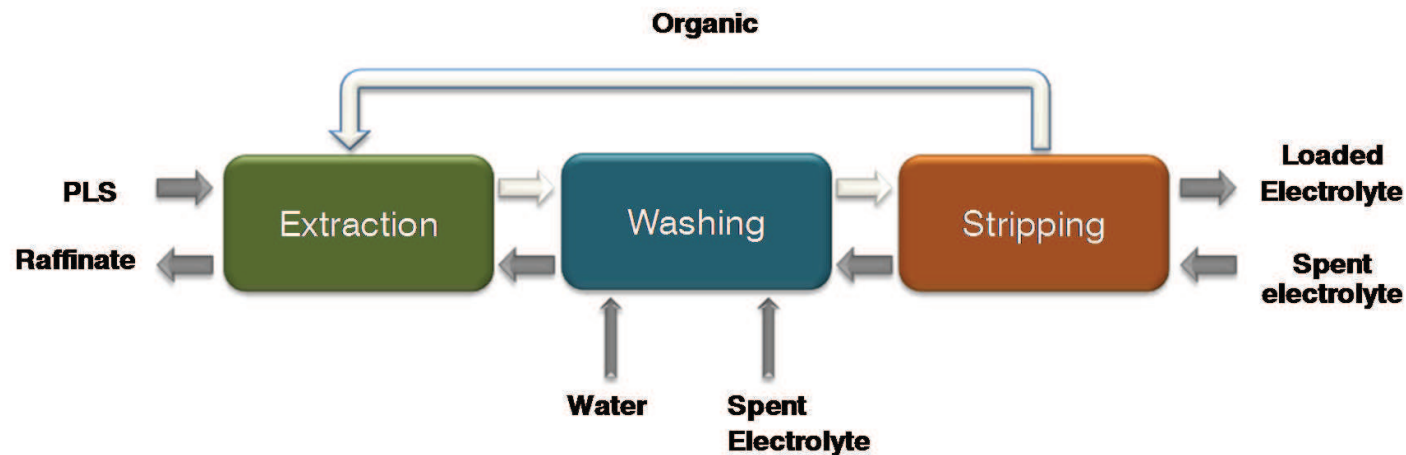 Organic
PLS
Raffinate
Extraction
Washing
Stripping
Loaded
Electrolyte
Spent
electrolyte
Water
Spent
Electrolyte